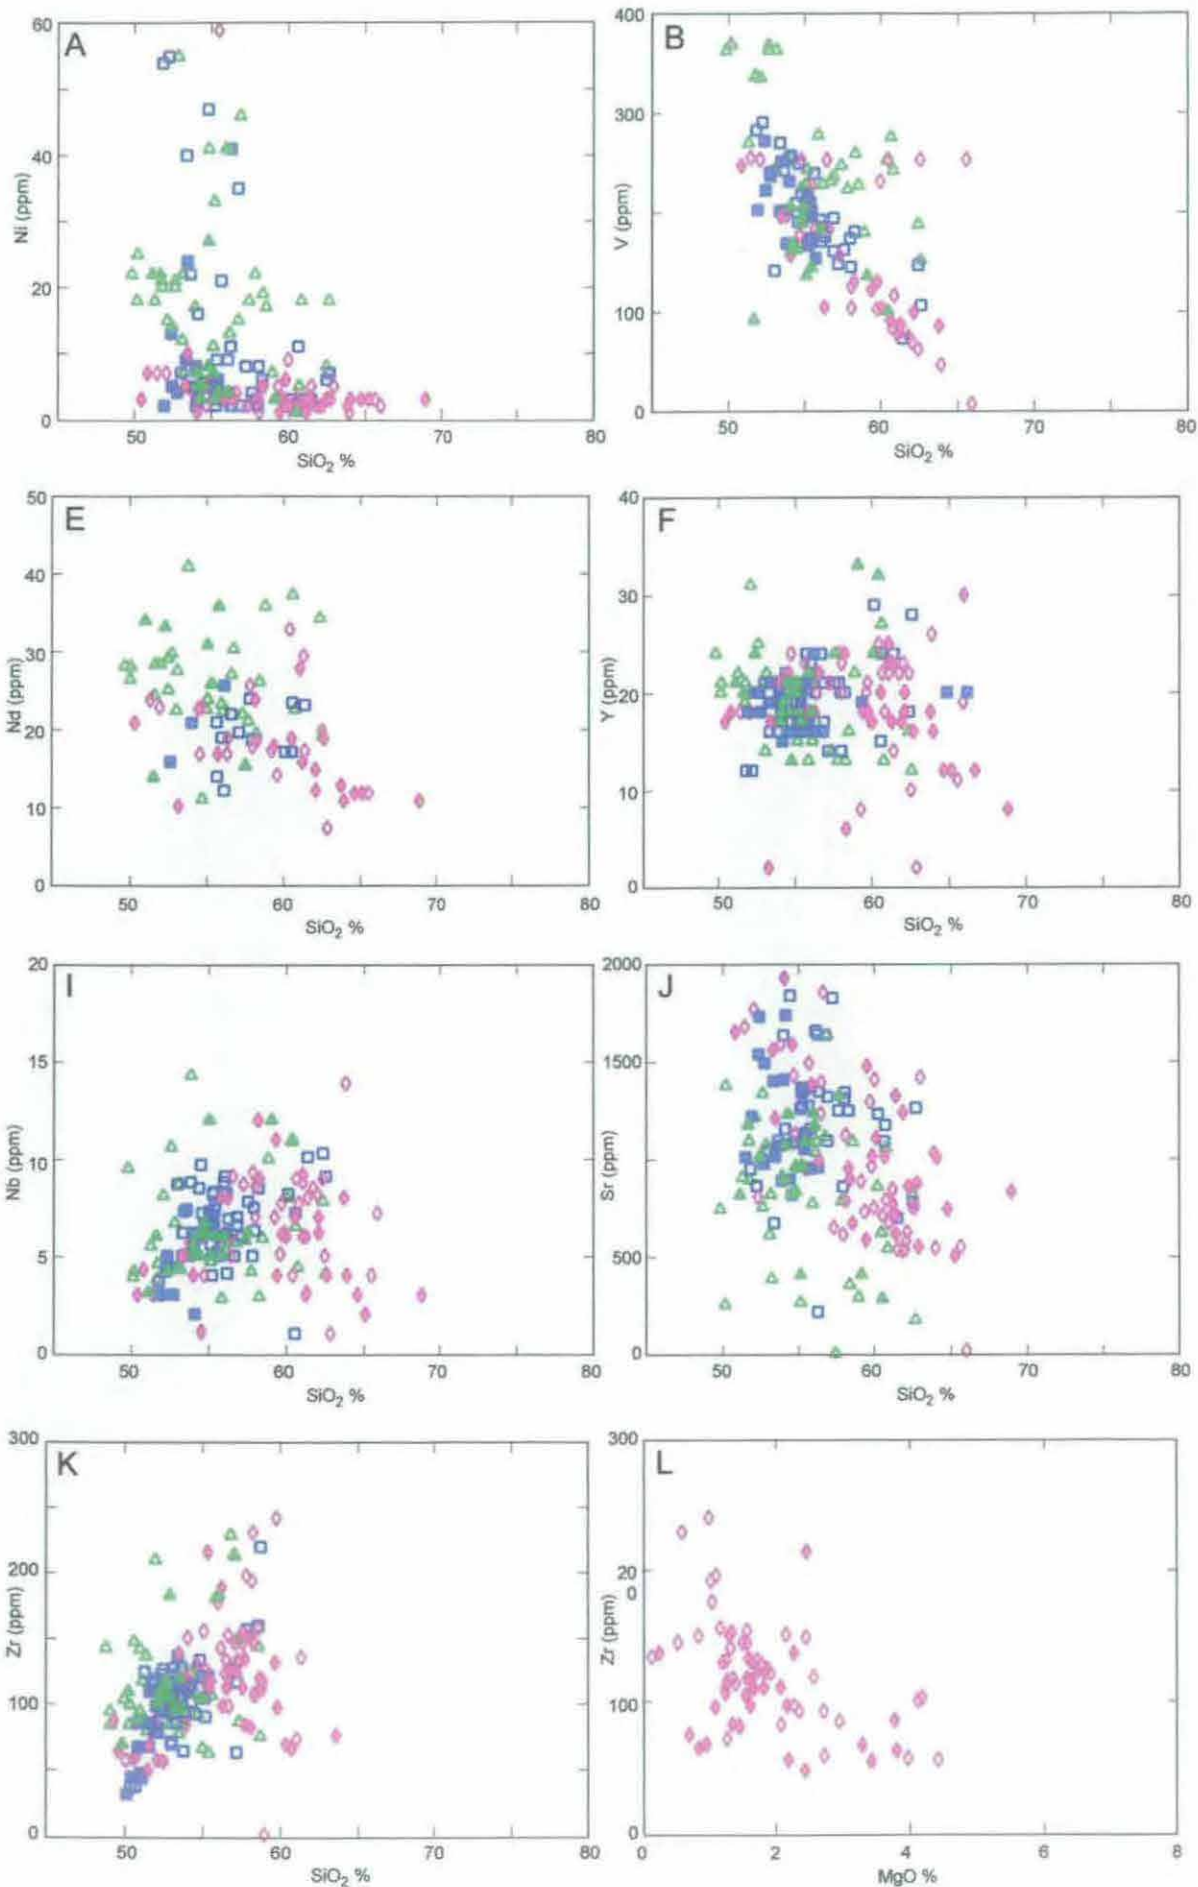 A
60
40
20
0
Ni (ppm)
50 60 70 80
SiO2 %
B
400
300
200
100
0
V (ppm)
50 60 70 80
SiO2 %
E
50
40
30
20
10
0
Nd (ppm)
50 60 70 80
SiO2 %
F
40
30
20
10
0
Y (ppm)
50 60 70 80
SiO2 %
I
20
15
10
5
0
Nb (ppm)
50 60 70 80
SiO2 %
J
2000
1500
500
0
Sr (ppm)
50 60 70 80
SiO2 %
K
300
200
100
0
Zr (ppm)
50 60 70 80
SiO2 %
L
300
20
0
100
0
Zr (ppm)
0 2 4 6 8
MgO %